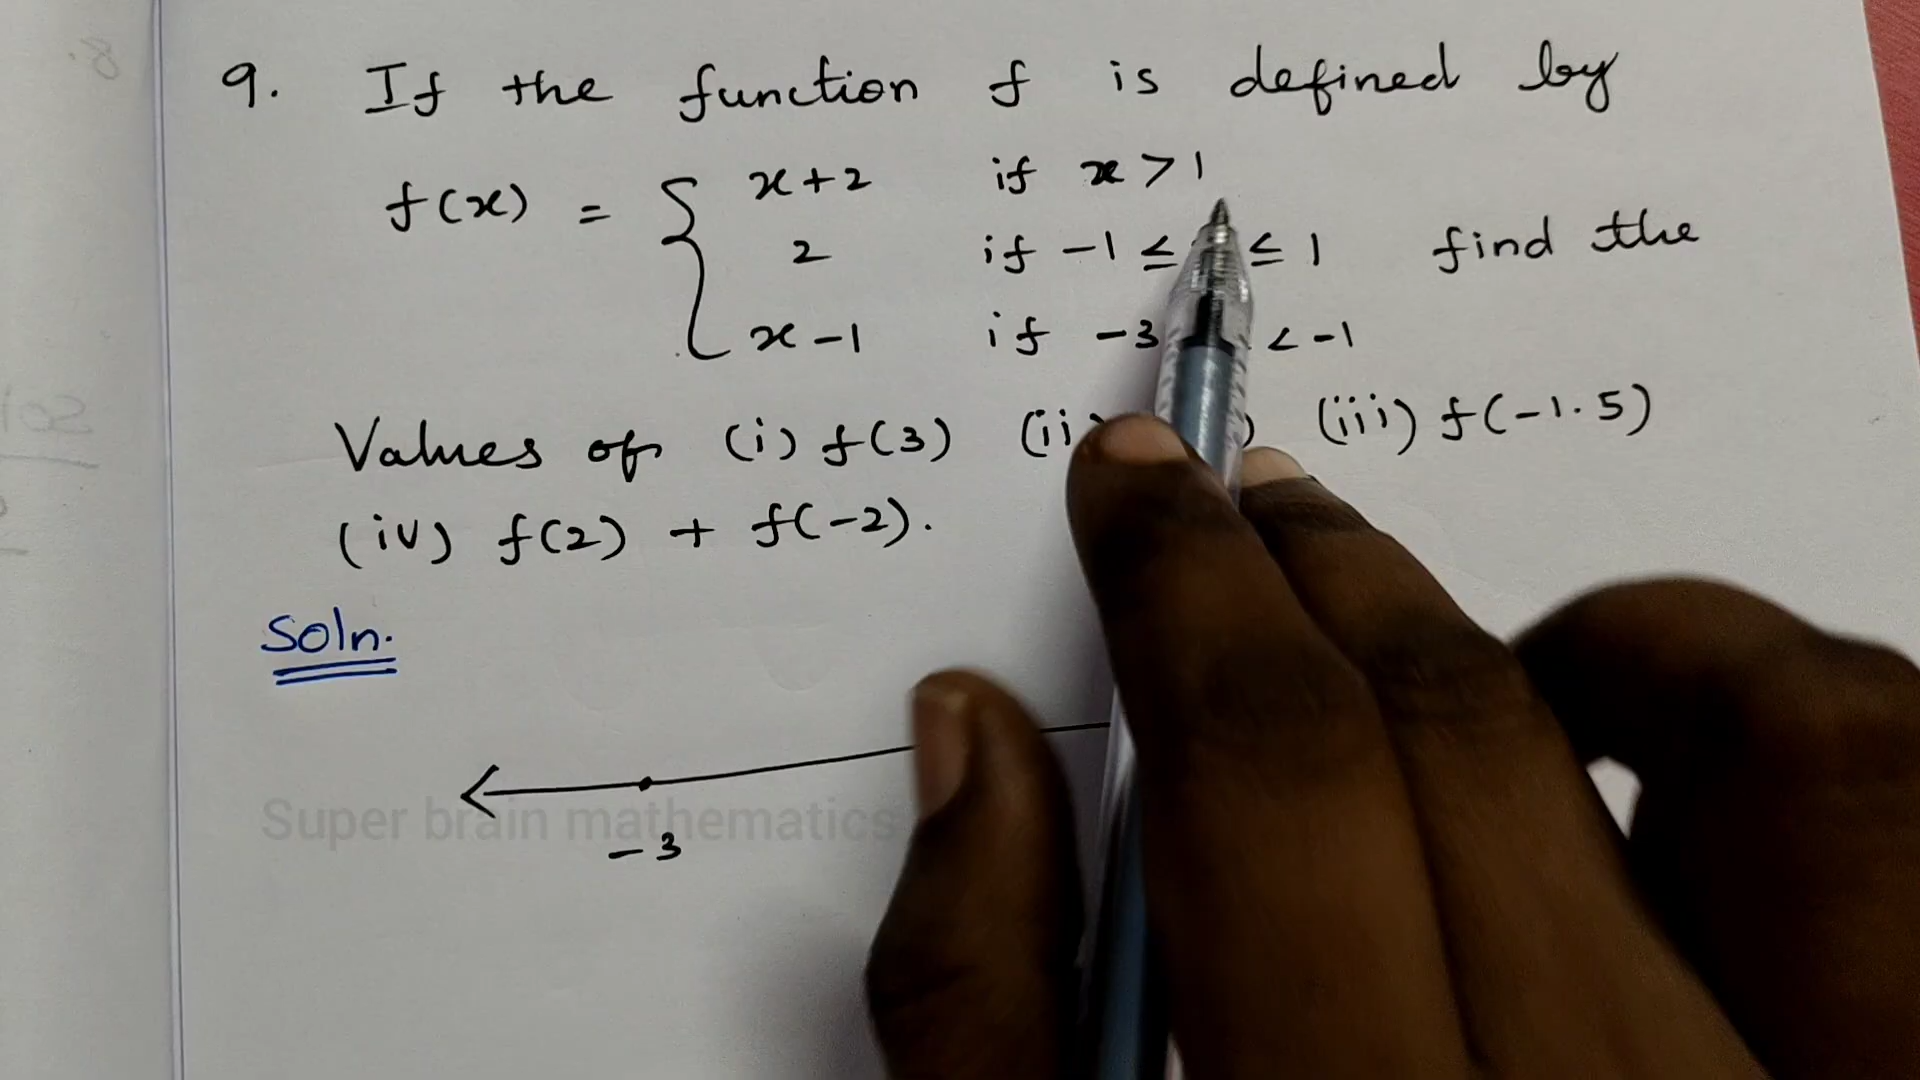 9. If the function f is defined by
f(x) = { x+2 if x > 1
2 if -1 ≤ ≤ 1 find the
x-1 if -3 < -1
Values of (i) f(3) (ii) ) (iii) f(-1.5)
(iv) f(2) + f(-2).
Soln.
Super brain mathematics
-3